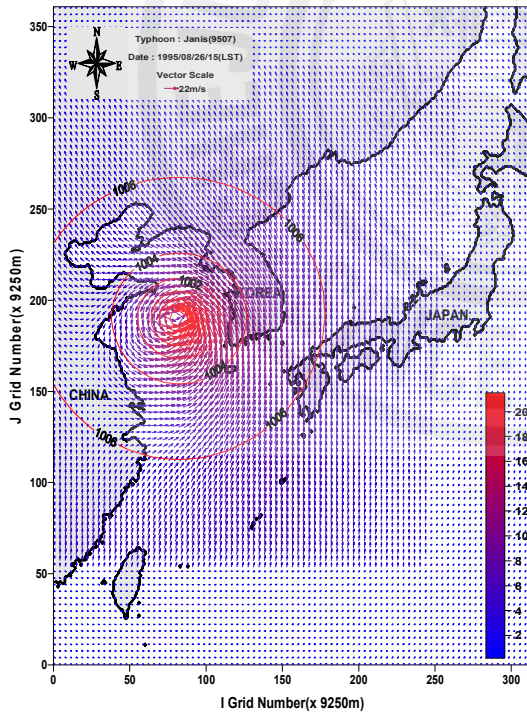 N
W E
S
Typhoon : Janis(9507)
Date : 1995/08/26/15(LST)
Vector Scale
22m/s
J Grid Number(x 9250m)
350
300
250
200
150
100
50
0
1006
1006
1004
1002
KOREA
JAPAN
1004
CHINA
1006
1006
20
18
16
14
12
10
8
6
4
2
0 50 100 150 200 250 300
I Grid Number(x 9250m)